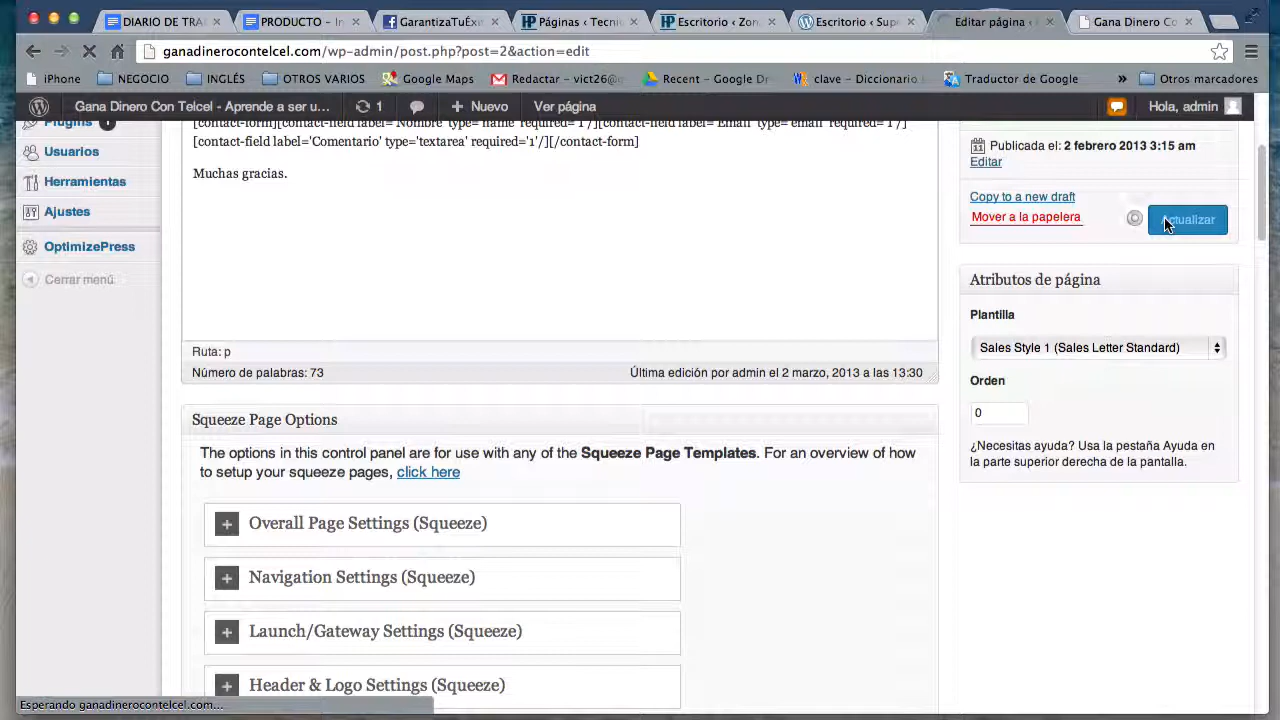 DIARIO DE TRA
PRODUCTO – In
GarantizaTuÉx
Páginas ‹ Tecni
Escritorio ‹ Zon
Escritorio ‹ Sup
Editar página ‹
Gana Dinero Co
ganadinerocontelcel.com/wp-admin/post.php?post=2&action=edit
iPhone
NEGOCIO
INGLÉS
OTROS VARIOS
Google Maps
Redactar – vict26@
Recent – Google Dr
clave – Diccionario
Traductor de Google
»
Otros marcadores
Gana Dinero Con Telcel - Aprende a ser u...
1
Nuevo
Ver página
Hola, admin
Plugins
1
Usuarios
Herramientas
Ajustes
OptimizePress
Cerrar menú
[contact-form][contact-field label='Nombre' type='name' required='1'/][contact-field label='Email' type='email' required='1'/]
[contact-field label='Comentario' type='textarea' required='1'/][/contact-form]
Muchas gracias.
Ruta: p
Número de palabras: 73
Última edición por admin el 2 marzo, 2013 a las 13:30
Squeeze Page Options
The options in this control panel are for use with any of the Squeeze Page Templates. For an overview of how
to setup your squeeze pages, click here
Overall Page Settings (Squeeze)
Navigation Settings (Squeeze)
Launch/Gateway Settings (Squeeze)
Header & Logo Settings (Squeeze)
Publicada el: 2 febrero 2013 3:15 am
Editar
Copy to a new draft
Mover a la papelera
Actualizar
Atributos de página
Plantilla
Sales Style 1 (Sales Letter Standard)
Orden
0
¿Necesitas ayuda? Usa la pestaña Ayuda en
la parte superior derecha de la pantalla.
Esperando ganadinerocontelcel.com...